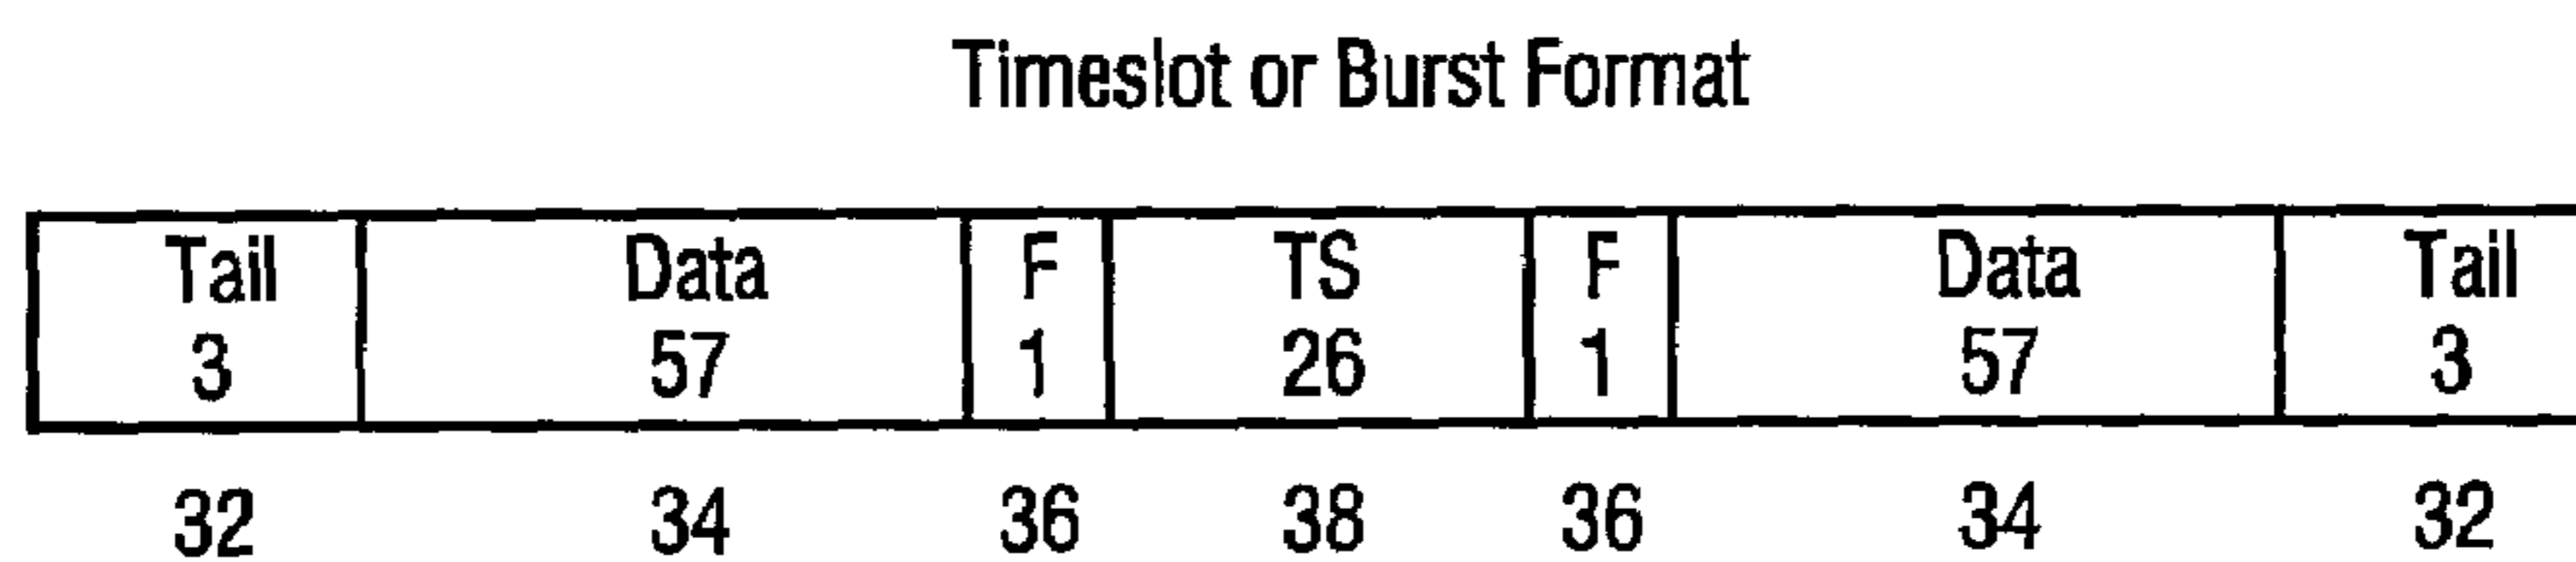 Timeslot or Burst Format
Tail Data F TS F Data Tail
3 57 1 26 1 57 3
32 34 36 38 36 34 32